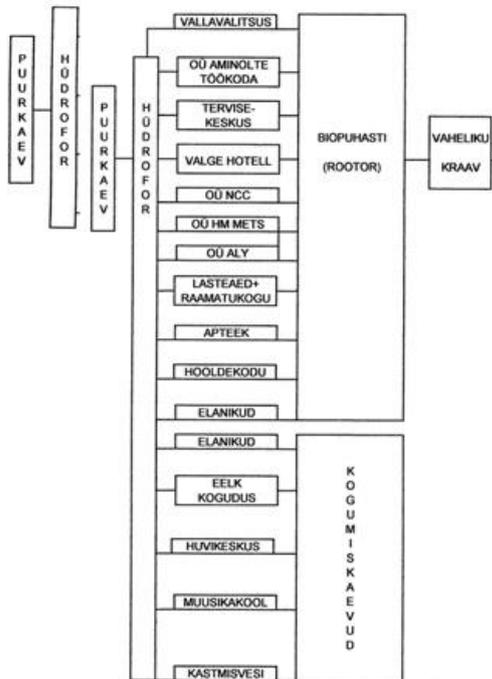 PUURKAEV
HÜDROFOR
PUURKAEV
HÜDROFOR
VALLAVALITSUS
OÜ AMINOLTE
TÖÖKODA
TERVISE-
KESKUS
VALGE HOTELL
OÜ NCC
OÜ HM METS
OÜ ALY
LASTEAED+
RAAMATUKOGU
APTEEK
HOOLDEKODU
ELANIKUD
ELANIKUD
EELK
KOGUDUS
HUVIKESKUS
MUUSIKAKOOL
KASTMISVESI
BIOPUHASTI
(ROOTOR)
KOGUMISKAEVUD
VAHELIKU
KRAAV